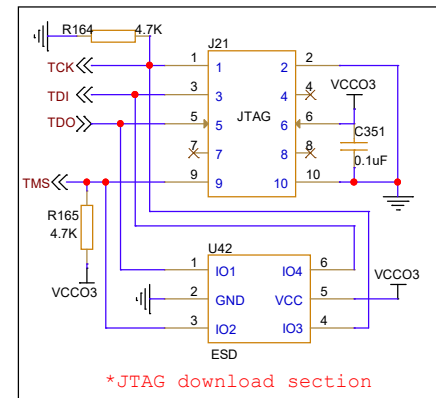 R164 4.7K
J21
TCK 1 1 2 2
TDI 3 3 4 4 VCCO3
TDO 5 5 JTAG 6 6
7 7 8 8 C351
0.1uF
TMS 9 9 10 10
R165
4.7K
U42
VCCO3
1 IO1 IO4 6
VCCO3
2 GND VCC 5
3 IO2 IO3 4
ESD
*JTAG download section